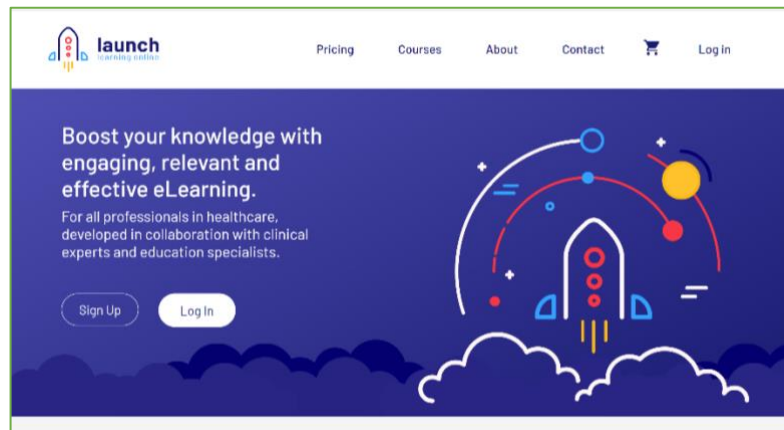 launch
learning online
Pricing
Courses
About
Contact
Log in
Boost your knowledge with
engaging, relevant and
effective eLearning.
For all professionals in healthcare,
developed in collaboration with clinical
experts and education specialists.
Sign Up
Log In